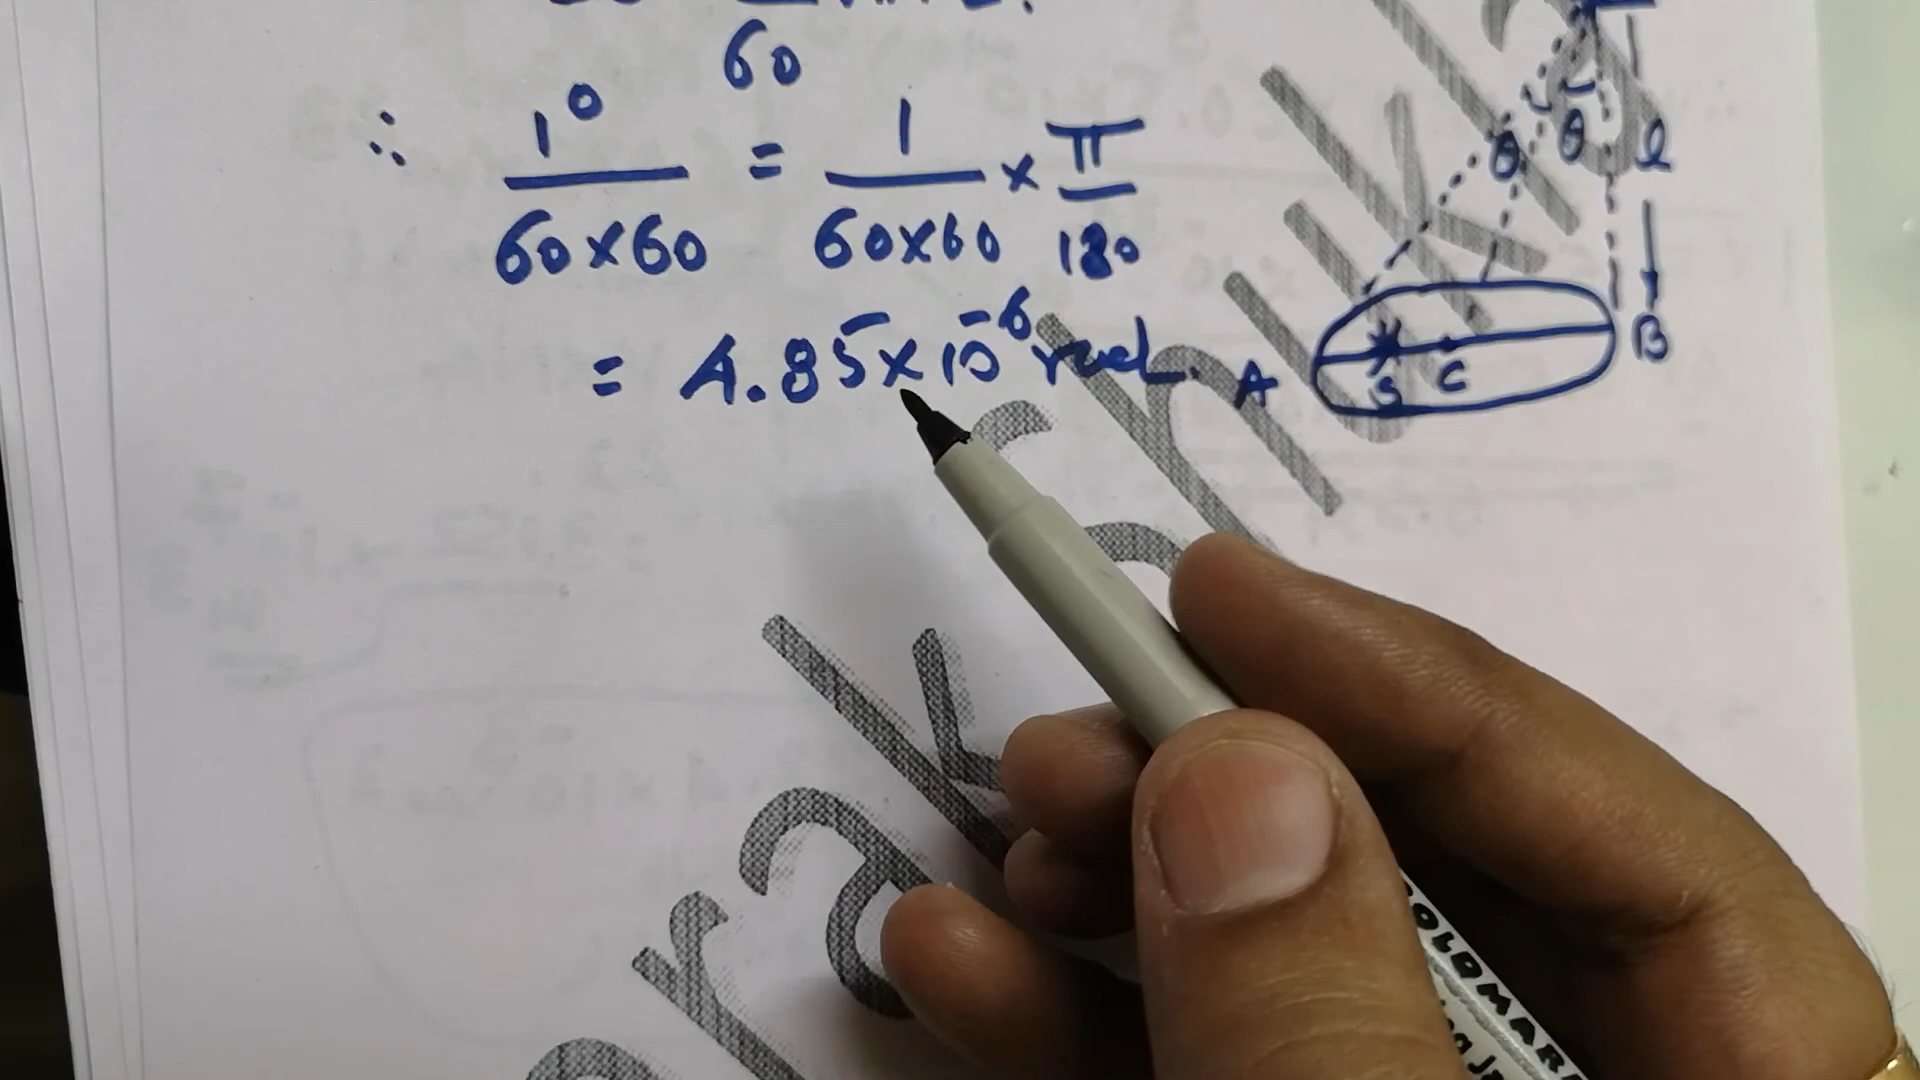 60
∴ 1°/60×60 = 1/60×60 × π/180
= 4.85×10⁻⁶ rad.
θ θ l
A S C B